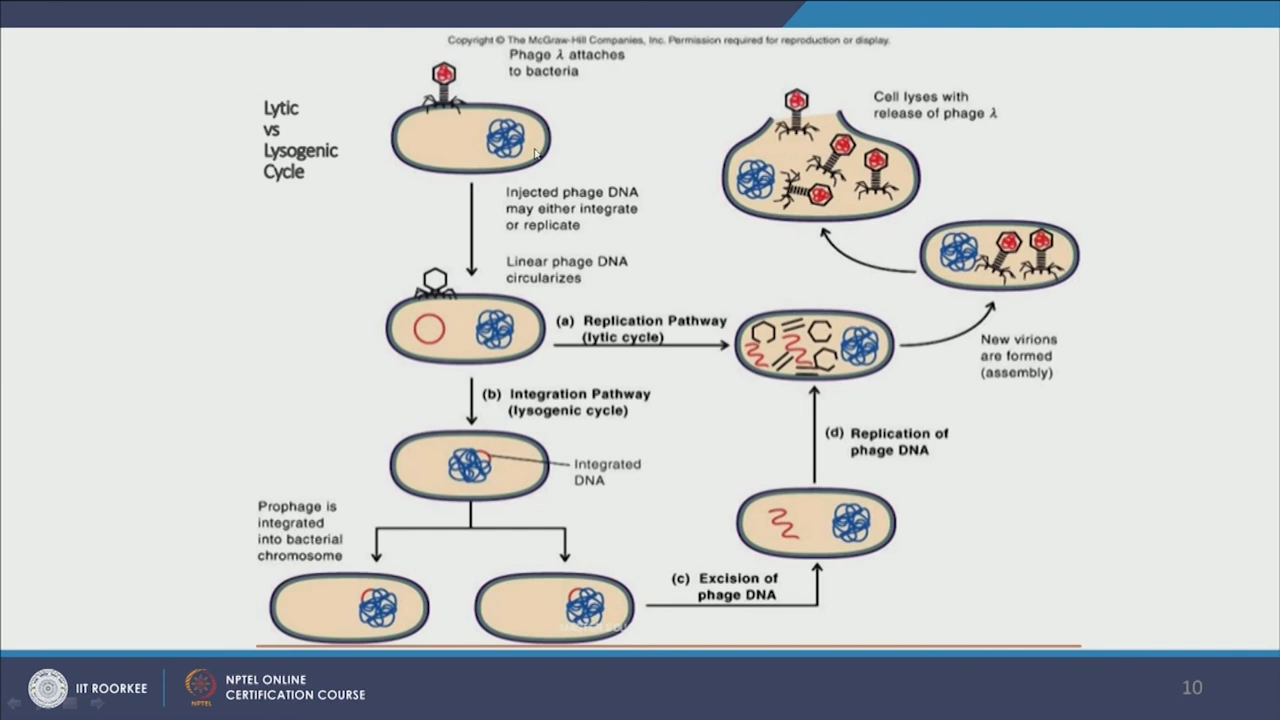 Copyright © The McGraw-Hill Companies, Inc. Permission required for reproduction or display.
Phage λ attaches
to bacteria
Lytic
vs
Lysogenic
Cycle
Cell lyses with
release of phage λ
Injected phage DNA
may either integrate
or replicate
Linear phage DNA
circularizes
(a) Replication Pathway
(lytic cycle)
New virions
are formed
(assembly)
(b) Integration Pathway
(lysogenic cycle)
Integrated
DNA
(d) Replication of
phage DNA
Prophage is
integrated
into bacterial
chromosome
(c) Excision of
phage DNA
IIT ROORKEE
NPTEL
NPTEL ONLINE
CERTIFICATION COURSE
10